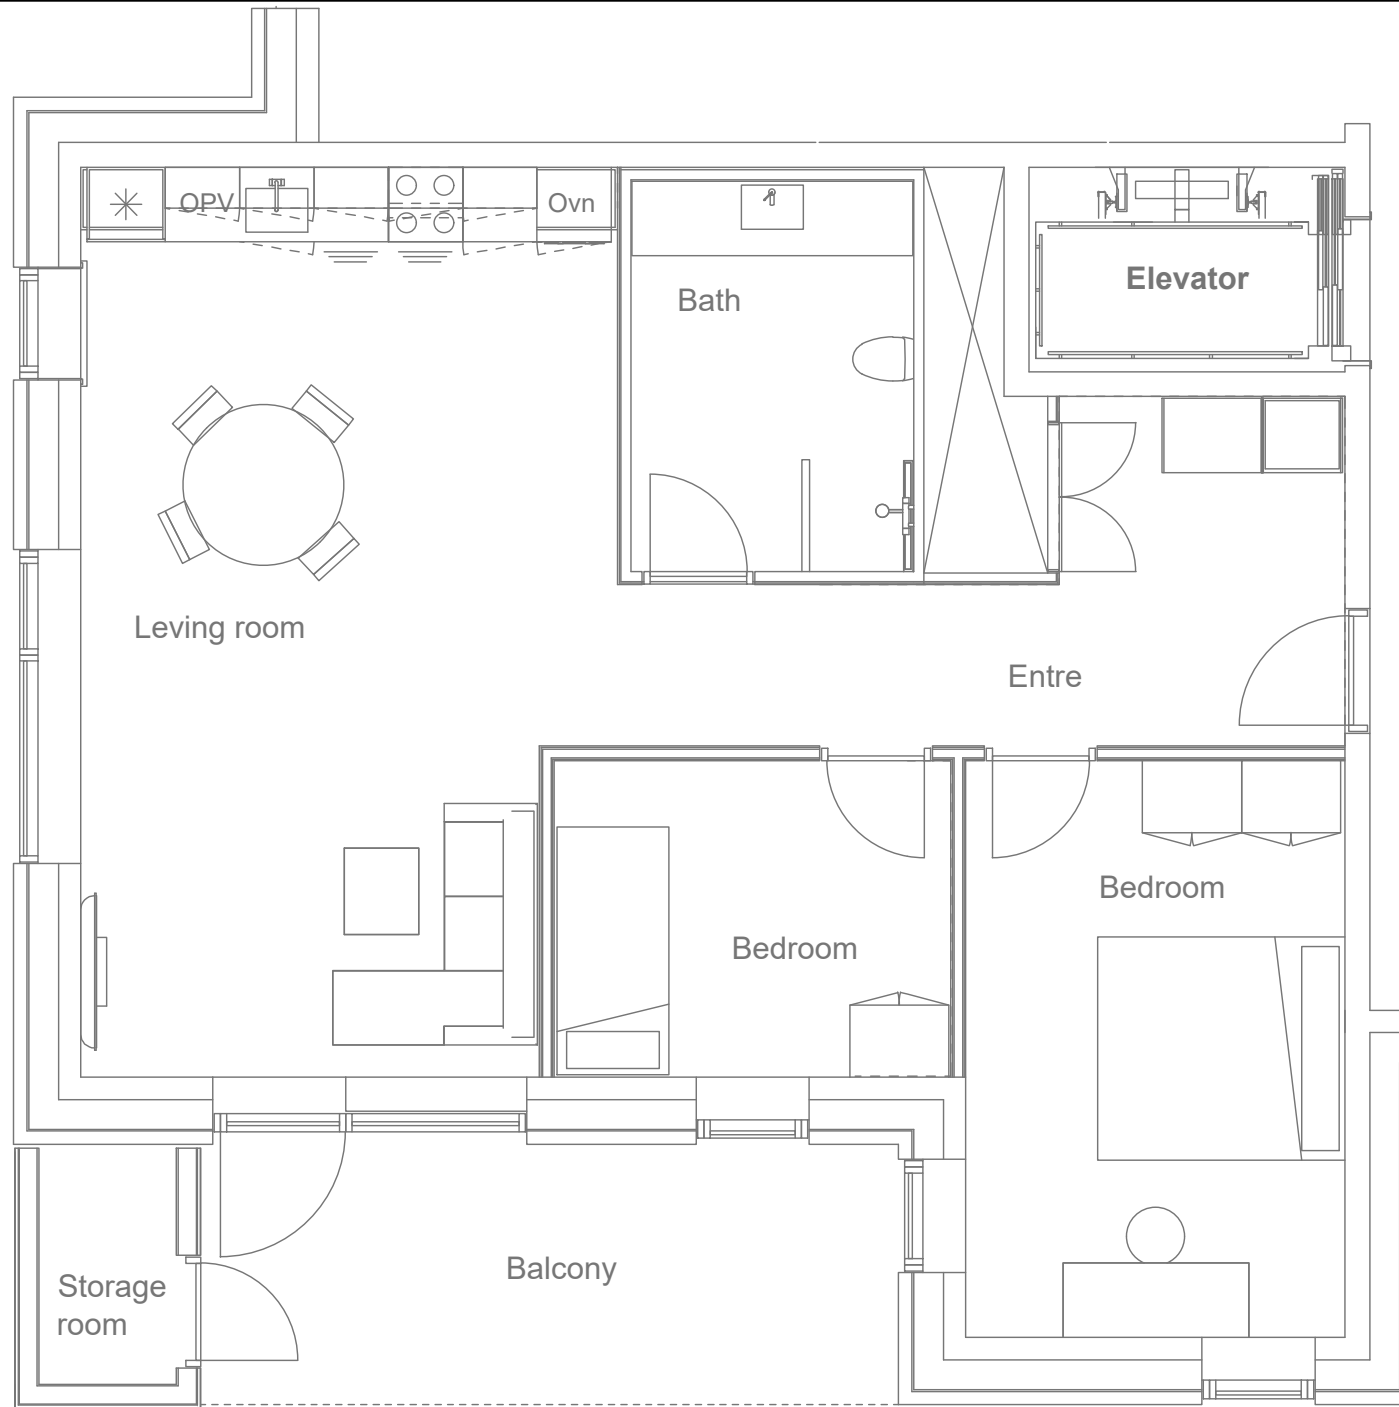 OPV
Ovn
Elevator
Bath
Leving room
Entre
Bedroom
Bedroom
Balcony
Storage
room